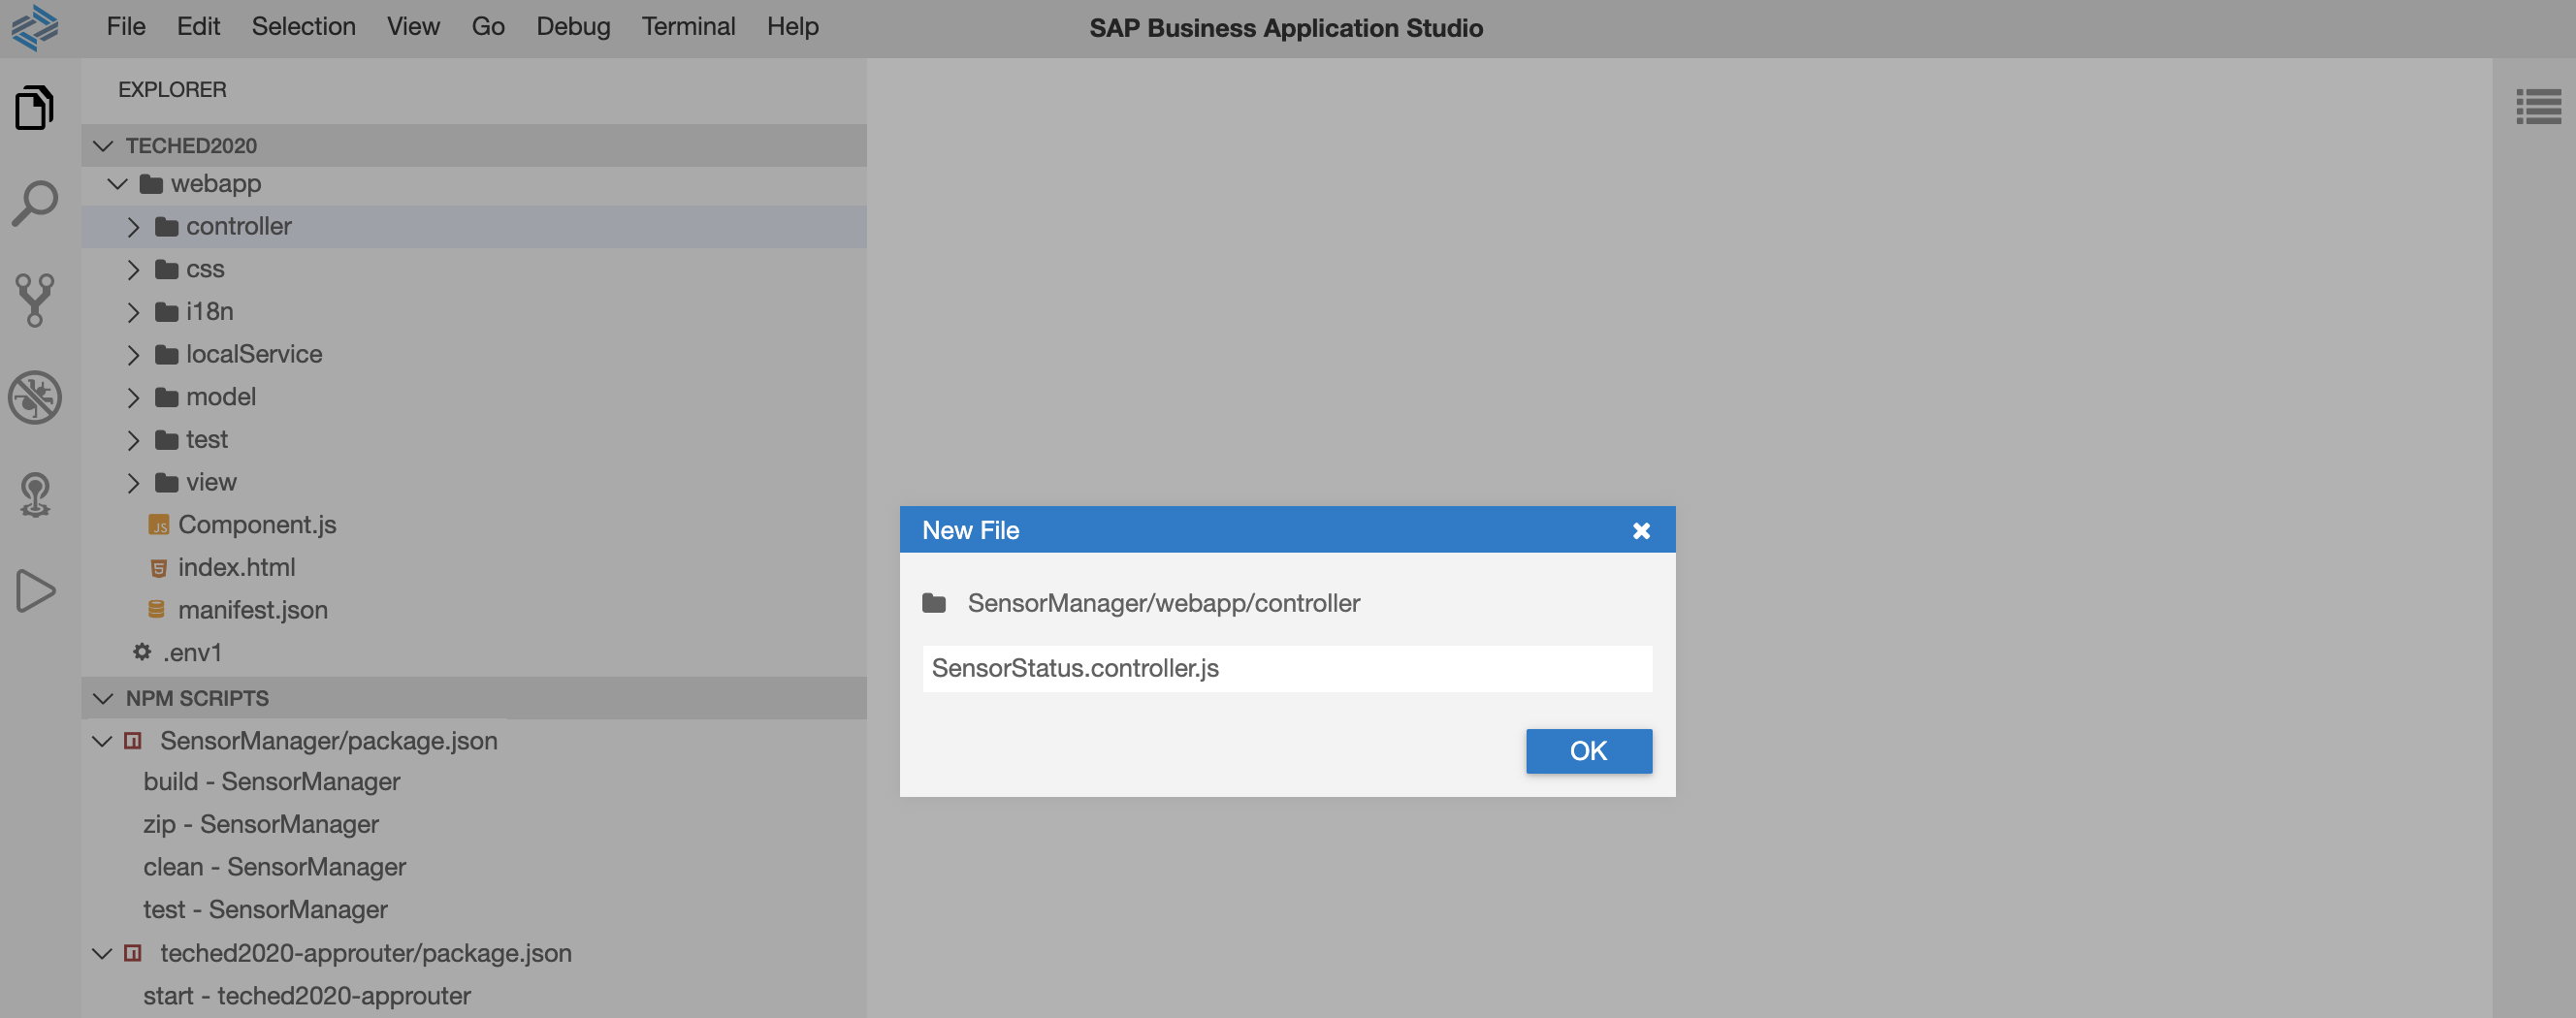 File Edit Selection View Go Debug Terminal Help
SAP Business Application Studio
EXPLORER
TECHED2020
webapp
controller
css
i18n
localService
model
test
view
JS Component.js
5 index.html
manifest.json
.env1
NPM SCRIPTS
SensorManager/package.json
build - SensorManager
zip - SensorManager
clean - SensorManager
test - SensorManager
teched2020-approuter/package.json
start - teched2020-approuter
New File
SensorManager/webapp/controller
SensorStatus.controller.js
OK